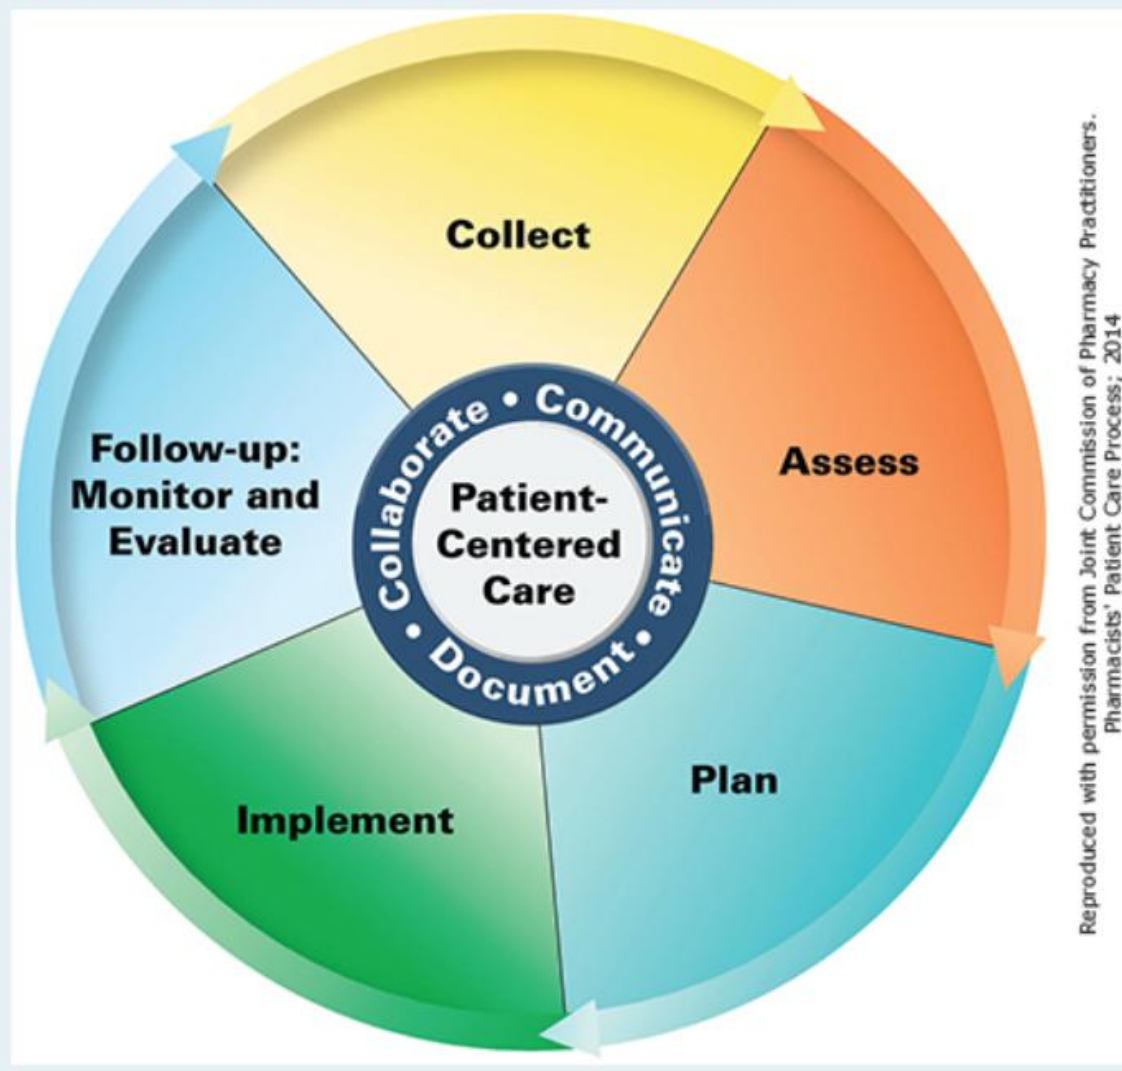 Collect
Assess
Plan
Implement
Follow-up:
Monitor and
Evaluate
Collaborate • Communicate • Document •
Patient-
Centered
Care
Reproduced with permission from Joint Commission of Pharmacy Practitioners.
Pharmacists' Patient Care Process; 2014